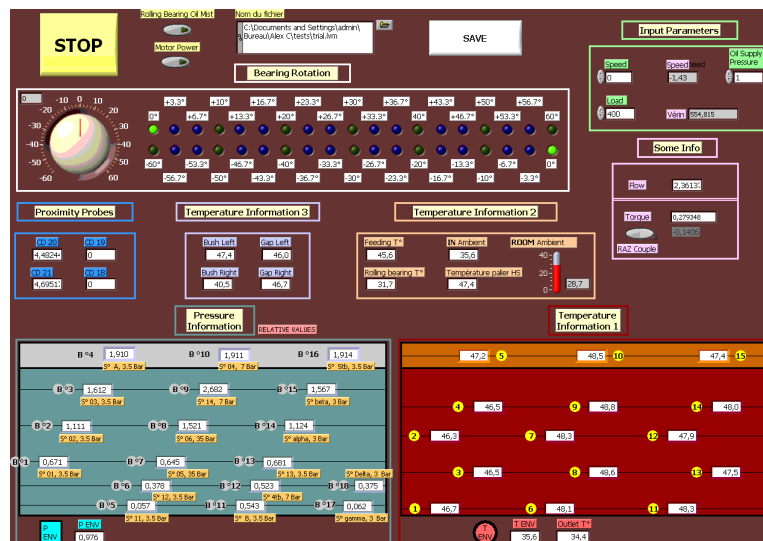 Rolling Bearing Oil Mist
Nom du fichier
STOP
C:\Documents and Settings\admin\
Bureau\Alex C\tests\trial.lvm
SAVE
Motor Power
Input Parameters
Speed
0
Speed
-1,43
Oil Supply
Pressure
1
Load
400
Vérin
554,815
Bearing Rotation
0
-10 0 10
-20 20
-30 30
-40 40
-50 50
-60 60
+3.3° +10° +16.7° +23.3° +30° +36.7° +43.3° +50° +56.7°
0° +6.7° +13.3° +20° +26.7° +33.3° 40° +46.7° +53.3° 60°
-60° -53.3° -46.7° -40° -33.3° -26.7° -20° -13.3° -6.7° 0°
-56.7° -50° -43.3° -36.7° -30° -23.3° -16.7° -10° -3.3°
Some Info
Flow
2,3613
Torque
0,279348
-0,1406
RAZ Couple
Proximity Probes
CD 20
4,4824
CD 19
0
CD 21
4,6951
CD 18
0
Temperature Information 3
Bush Left
47,4
Gap Left
46,0
Bush Right
40,5
Gap Right
46,7
Temperature Information 2
Feeding T°
45,6
IN Ambient
35,6
ROOM Ambient
40
20
0
28,7
Rolling bearing T°
31,7
Température palier HS
47,4
Pressure
Information
RELATIVE VALUES
B °4 1,910
S° A, 3.5 Bar
B °10 1,911
S° 04, 7 Bar
B °16 1,914
S° 5tb, 3.5 Bar
B °3 1,612
S° 03, 3.5 Bar
B °9 2,682
S° 14, 7 Bar
B °15 1,567
S° beta, 3 Bar
B °2 1,111
S° 02, 3.5 Bar
B °8 1,521
S° 06, 35 Bar
B °14 1,124
S° alpha, 3 Bar
B °1 0,671
S° 01, 3.5 Bar
B °7 0,645
S° 05, 35 Bar
B °13 0,681
S° 13, 3.5 Bar
S° Delta, 3 Bar
B °6 0,378
S° 12, 3.5 Bar
B °12 0,523
S° 4tb, 7 Bar
B °18 0,375
B °5 0,057
S° 11, 3.5 Bar
B °11 0,543
S° B, 3.5 Bar
B °17 0,062
S° gamma, 3 Bar
P
ENV
P ENV
0,976
Temperature
Information 1
47,2 5 48,5 10 47,4 15
4 46,5 9 48,8 14 48,0
2 46,3 7 48,3 12 47,9
3 46,5 8 48,6 13 47,5
1 46,7 6 48,1 11 48,3
T
ENV
T ENV
35,6
Outlet T°
34,4